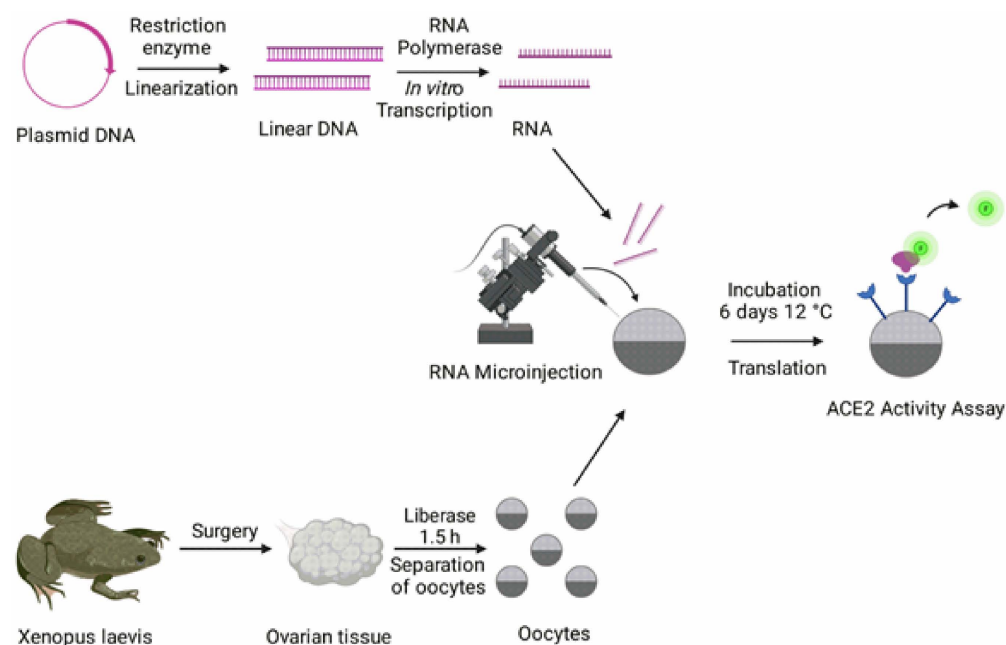 Restriction
enzyme
Linearization
RNA
Polymerase
In vitro
Transcription
Plasmid DNA
Linear DNA
RNA
RNA Microinjection
Incubation
6 days 12 °C
Translation
ACE2 Activity Assay
Surgery
Liberase
1.5 h
Separation
of oocytes
Xenopus laevis
Ovarian tissue
Oocytes